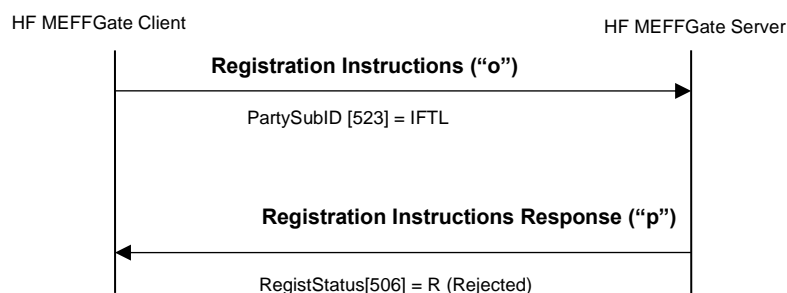 HF MEFFGate Client
HF MEFFGate Server
Registration Instructions (“o”)
PartySubID [523] = IFTL
Registration Instructions Response (“p”)
RegistStatus[506] = R (Rejected)